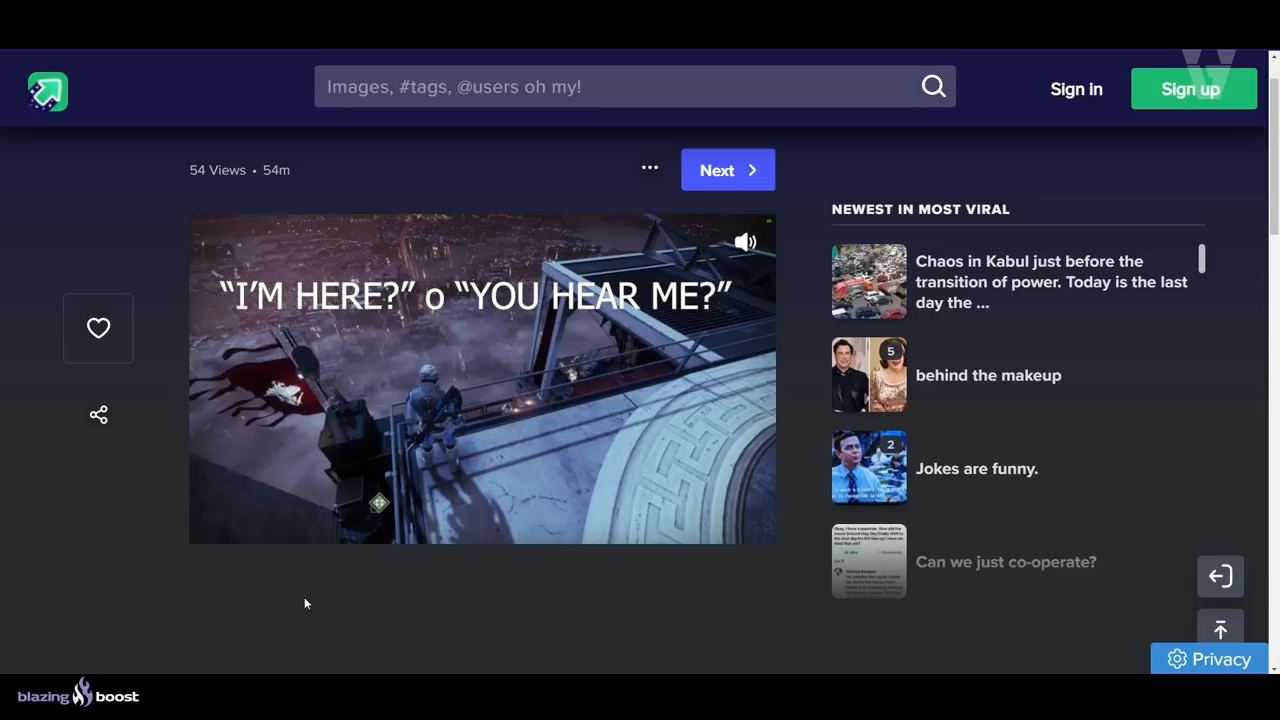 Images, #tags, @users oh my!
Sign in
Sign up
54 Views • 54m
Next
“I’M HERE?” o “YOU HEAR ME?”
NEWEST IN MOST VIRAL
Chaos in Kabul just before the
transition of power. Today is the last
day the ...
5
behind the makeup
2
Jokes are funny.
Can we just co-operate?
Privacy
blazing boost